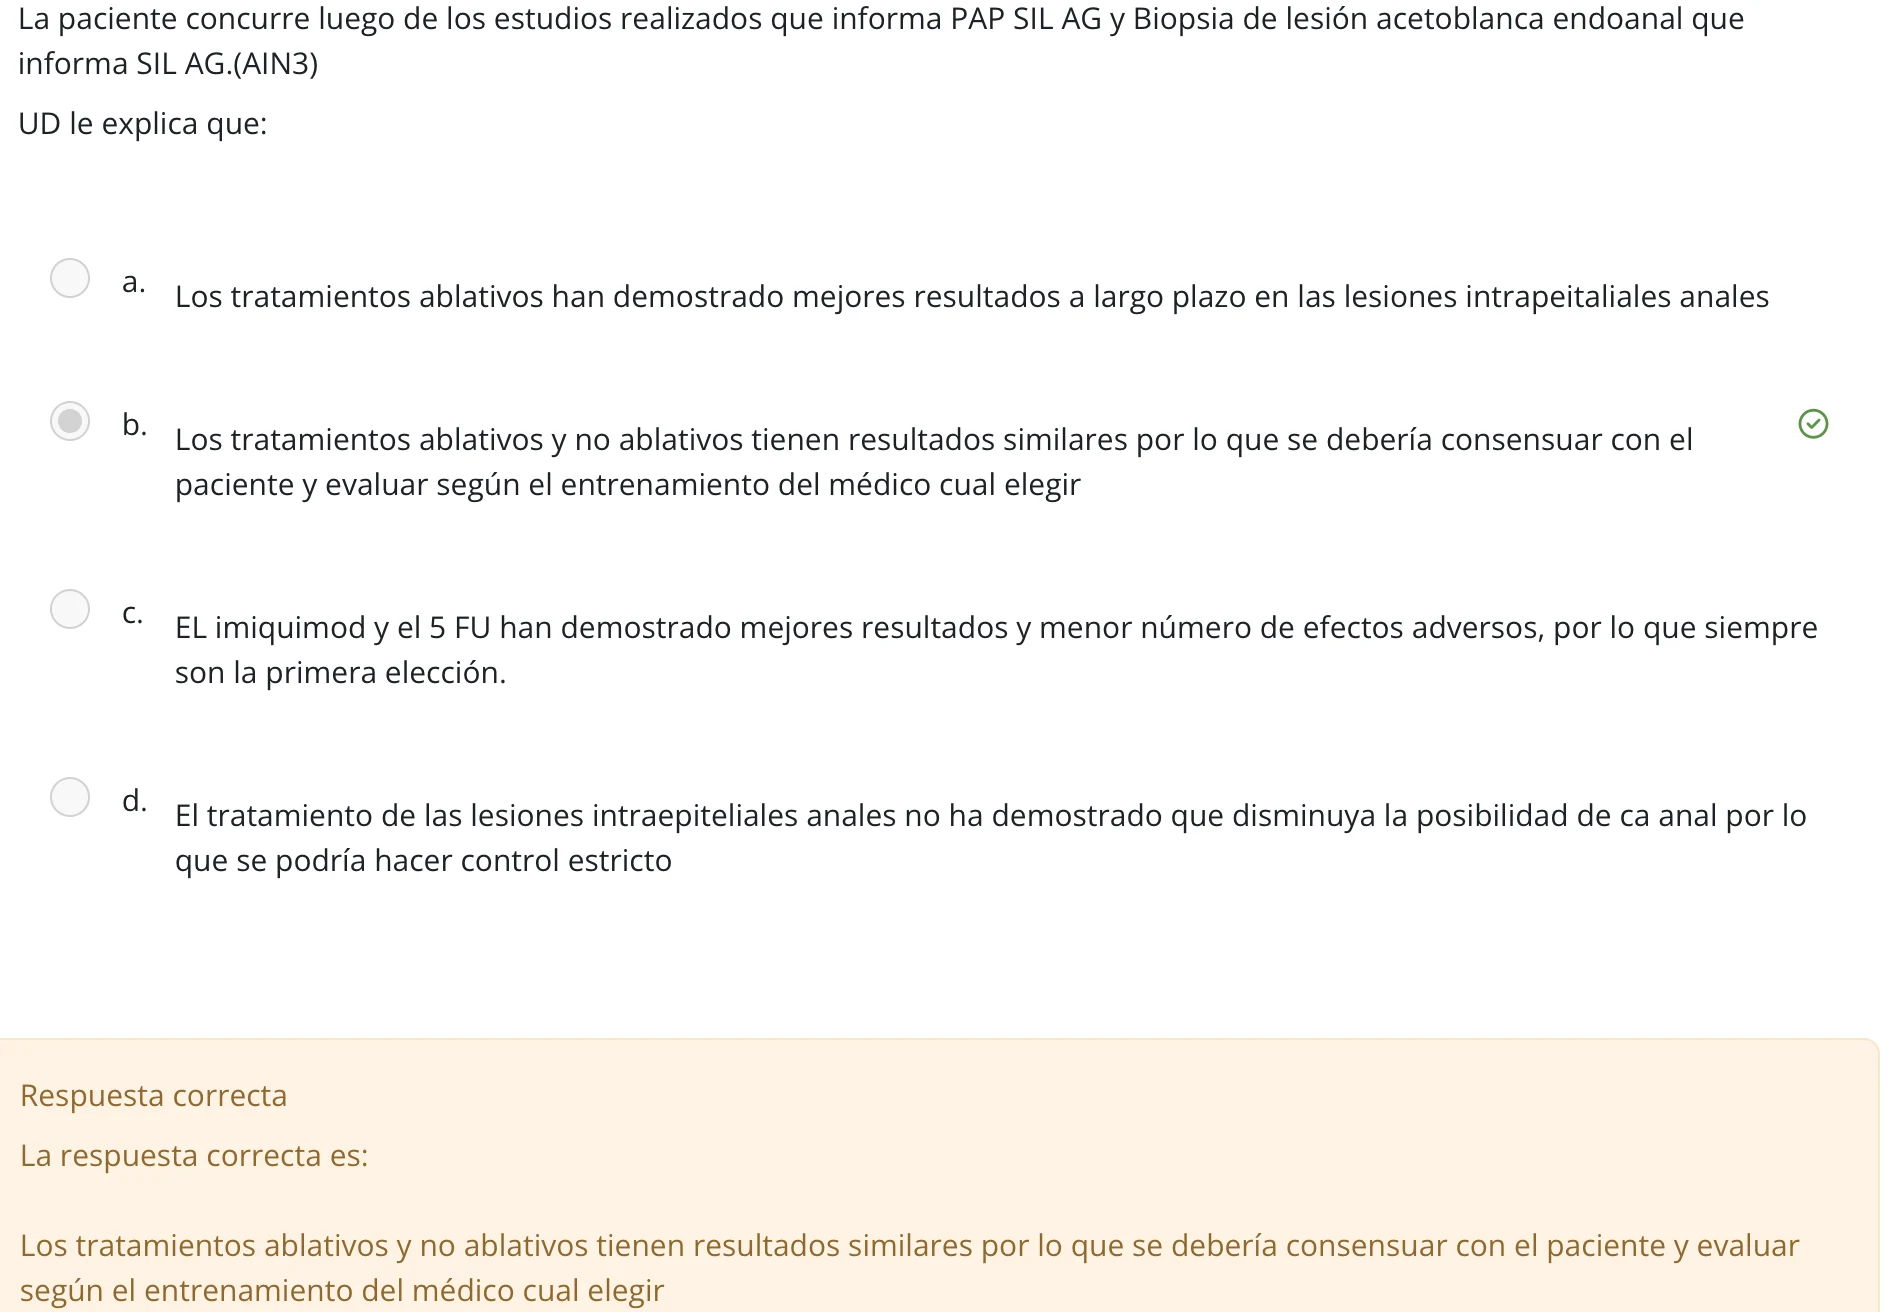 La paciente concurre luego de los estudios realizados que informa PAP SIL AG y Biopsia de lesión acetoblanca endoanal que
informa SIL AG.(AIN3)
UD le explica que:
a. Los tratamientos ablativos han demostrado mejores resultados a largo plazo en las lesiones intrapeitaliales anales
b. Los tratamientos ablativos y no ablativos tienen resultados similares por lo que se debería consensuar con el
paciente y evaluar según el entrenamiento del médico cual elegir
c. EL imiquimod y el 5 FU han demostrado mejores resultados y menor número de efectos adversos, por lo que siempre
son la primera elección.
d. El tratamiento de las lesiones intraepiteliales anales no ha demostrado que disminuya la posibilidad de ca anal por lo
que se podría hacer control estricto
Respuesta correcta
La respuesta correcta es:
Los tratamientos ablativos y no ablativos tienen resultados similares por lo que se debería consensuar con el paciente y evaluar
según el entrenamiento del médico cual elegir